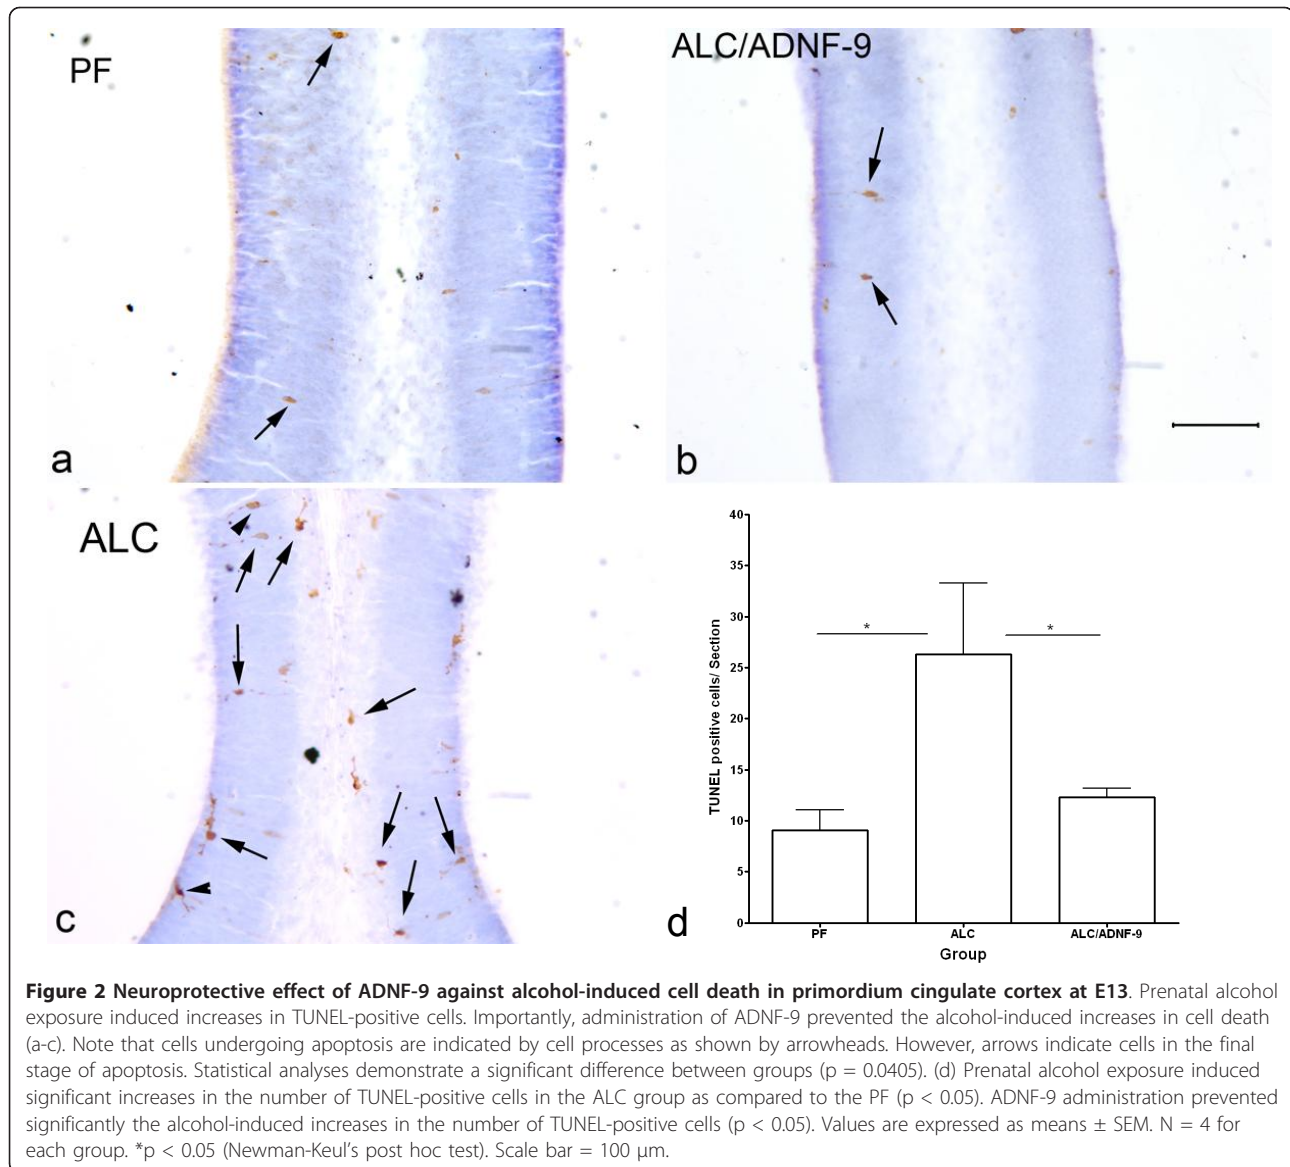 PF
ALC/ADNF-9
a
b
ALC
c
40
35
30
25
20
15
10
5
0
TUNEL positive cells/ Section
*
*
PF
ALC
ALC/ADNF-9
Group
d
Figure 2 Neuroprotective effect of ADNF-9 against alcohol-induced cell death in primordium cingulate cortex at E13. Prenatal alcohol
exposure induced increases in TUNEL-positive cells. Importantly, administration of ADNF-9 prevented the alcohol-induced increases in cell death
(a-c). Note that cells undergoing apoptosis are indicated by cell processes as shown by arrowheads. However, arrows indicate cells in the final
stage of apoptosis. Statistical analyses demonstrate a significant difference between groups (p = 0.0405). (d) Prenatal alcohol exposure induced
significant increases in the number of TUNEL-positive cells in the ALC group as compared to the PF (p < 0.05). ADNF-9 administration prevented
significantly the alcohol-induced increases in the number of TUNEL-positive cells (p < 0.05). Values are expressed as means ± SEM. N = 4 for
each group. *p < 0.05 (Newman-Keul's post hoc test). Scale bar = 100 μm.